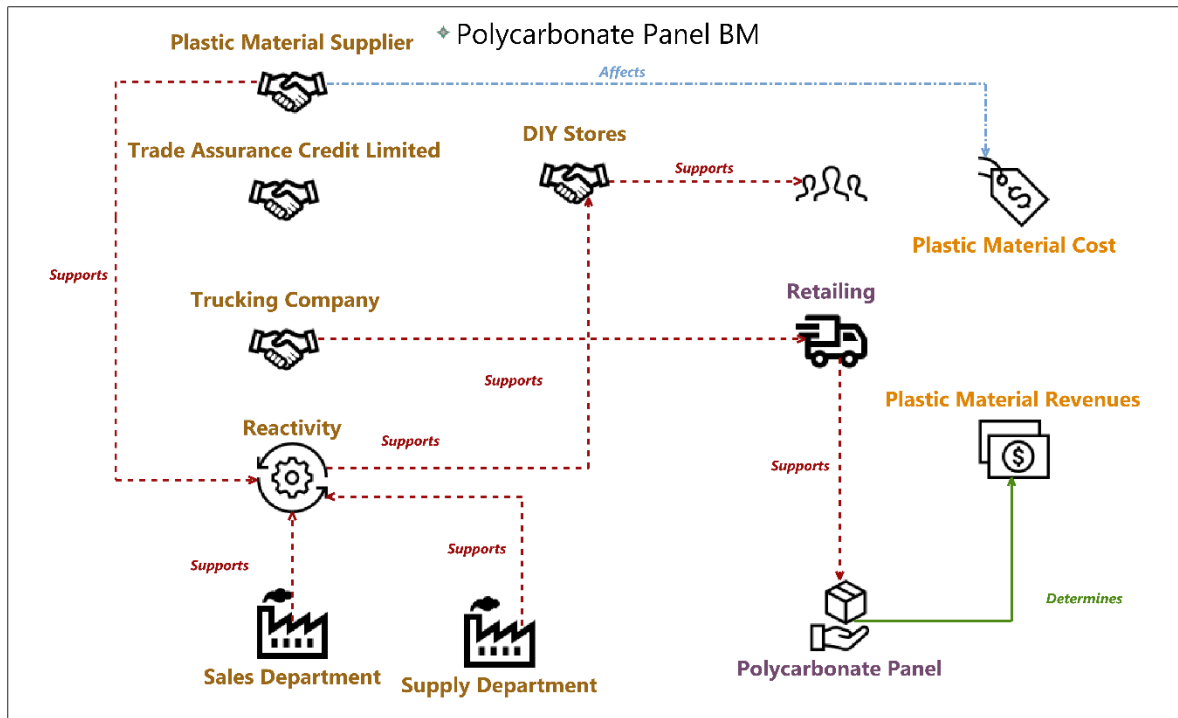 Polycarbonate Panel BM
Plastic Material Supplier
Affects
DIY Stores
Trade Assurance Credit Limited
Supports
Plastic Material Cost
Supports
Trucking Company
Retailing
Supports
Plastic Material Revenues
Reactivity
Supports
Supports
Supports
Supports
Determines
Sales Department
Supply Department
Polycarbonate Panel